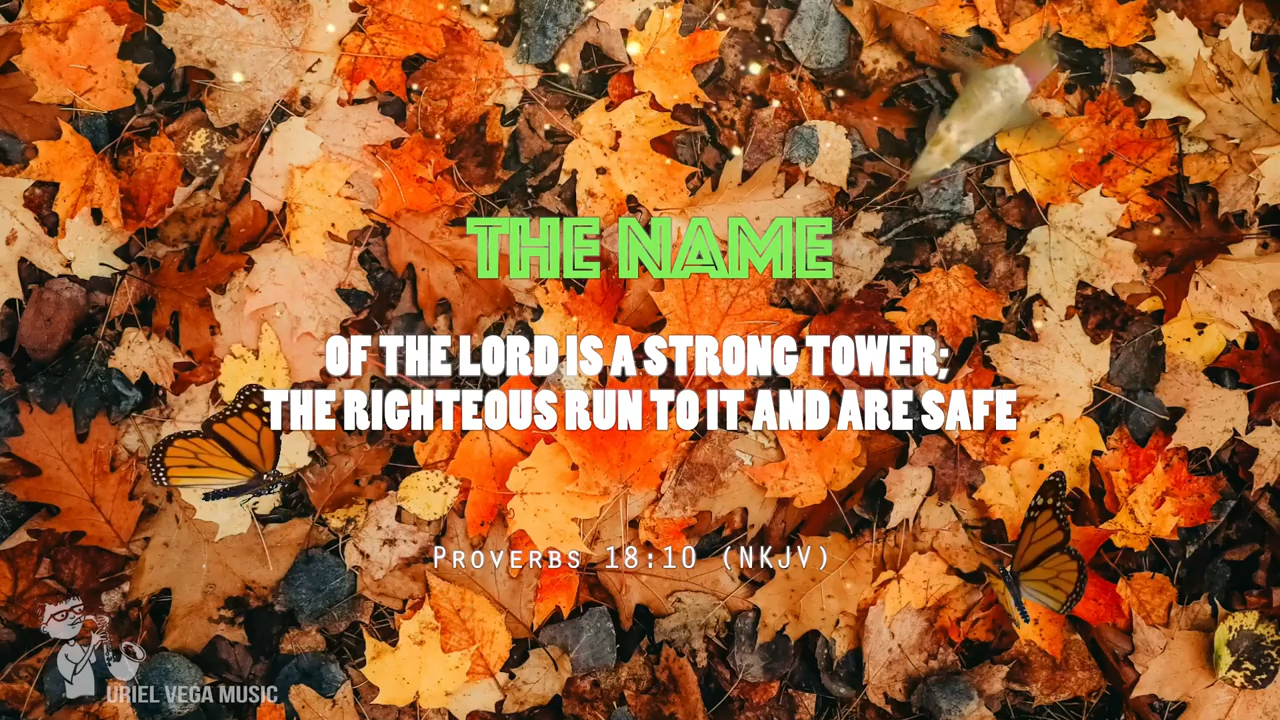 THE NAME
OF THE LORD IS A STRONG TOWER;
THE RIGHTEOUS RUN TO IT AND ARE SAFE
Proverbs 18:10 (NKJV)
URIEL VEGA MUSIC